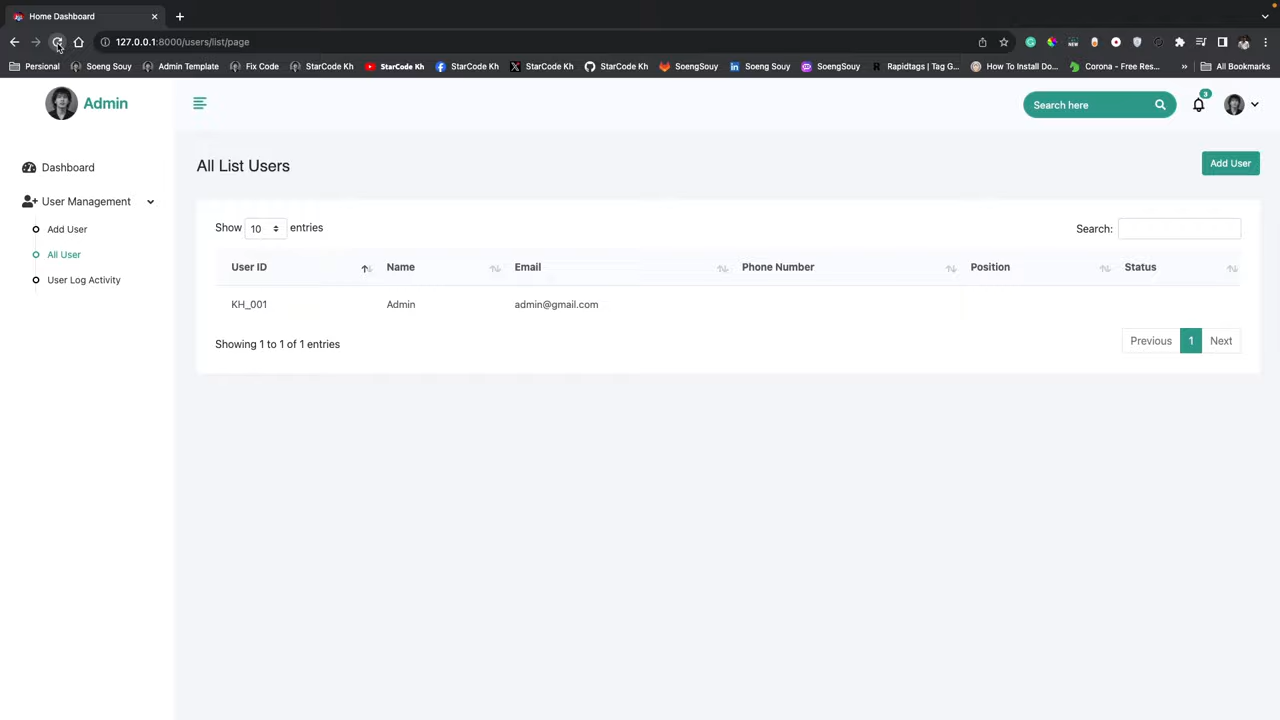 Home Dashboard
127.0.0.1:8000/users/list/page
Personal Soeng Souy Admin Template Fix Code StarCode Kh StarCode Kh StarCode Kh StarCode Kh StarCode Kh SoengSouy Soeng Souy SoengSouy Rapidtags | Tag G... How To Install Do... Corona - Free Res... » All Bookmarks
Admin
Search here
3
Dashboard
All List Users
Add User
User Management
Add User
All User
User Log Activity
Show 10 entries
Search:
User ID Name Email Phone Number Position Status
KH_001 Admin admin@gmail.com
Showing 1 to 1 of 1 entries
Previous 1 Next